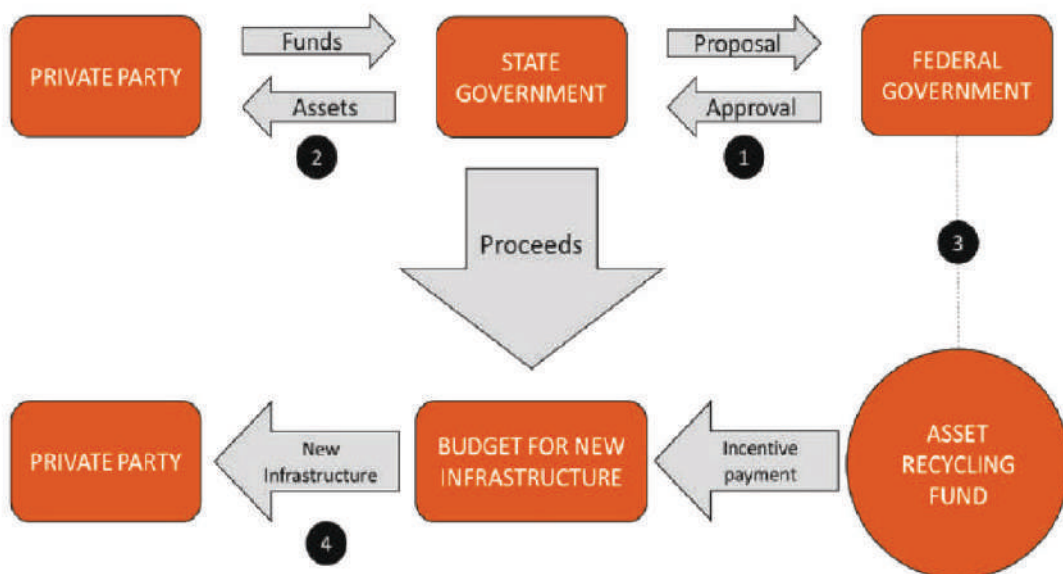 PRIVATE PARTY
Funds
Assets
2
STATE
GOVERNMENT
Proposal
Approval
1
FEDERAL
GOVERNMENT
Proceeds
3
PRIVATE PARTY
New
Infrastructure
4
BUDGET FOR NEW
INFRASTRUCTURE
Incentive
payment
ASSET
RECYCLING
FUND